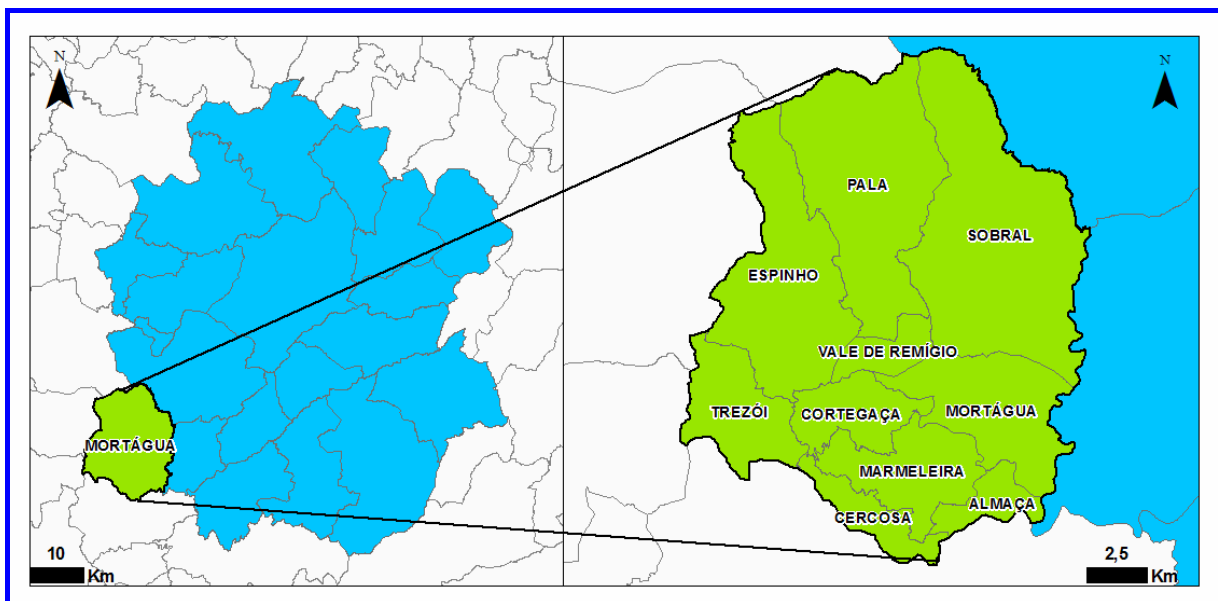 N
MORTÁGUA
10
Km
N
PALA
SOBRAL
ESPINHO
VALE DE REMÍGIO
TREZÓI
CORTEGAÇA
MORTÁGUA
MARMELEIRA
ALMAÇA
CERCOSA
2,5
Km